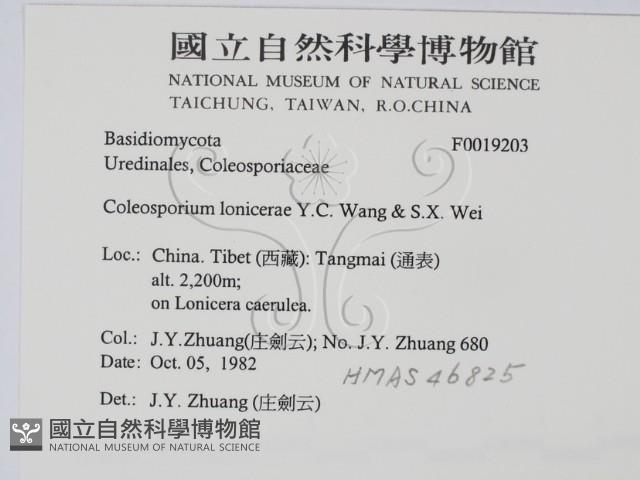 國立自然科學博物館
NATIONAL MUSEUM OF NATURAL SCIENCE
TAICHUNG, TAIWAN, R.O.CHINA
Basidiomycota F0019203
Uredinales, Coleosporiaceae
Coleosporium lonicerae Y.C. Wang & S.X. Wei
Loc.: China. Tibet (西藏): Tangmai (通表)
alt. 2,200m;
on Lonicera caerulea.
Col.: J.Y.Zhuang(庄劍云); No. J.Y. Zhuang 680
Date: Oct. 05, 1982
HMAS 46825
Det.: J.Y. Zhuang (庄劍云)
國立自然科學博物館
NATIONAL MUSEUM OF NATURAL SCIENCE